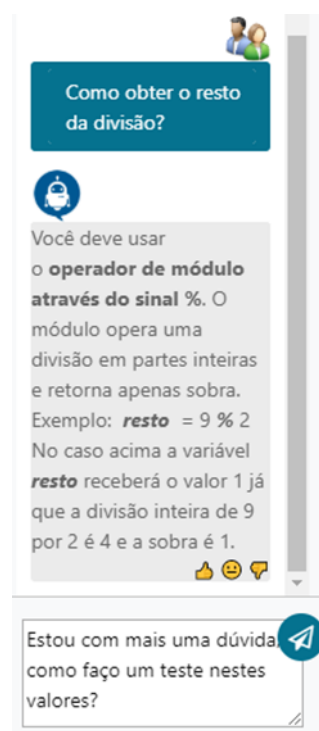 Como obter o resto
da divisão?
Você deve usar
o operador de módulo
através do sinal %. O
módulo opera uma
divisão em partes inteiras
e retorna apenas sobra.
Exemplo: resto = 9 % 2
No caso acima a variável
resto receberá o valor 1 já
que a divisão inteira de 9
por 2 é 4 e a sobra é 1.
Estou com mais uma dúvida,
como faço um teste nestes
valores?